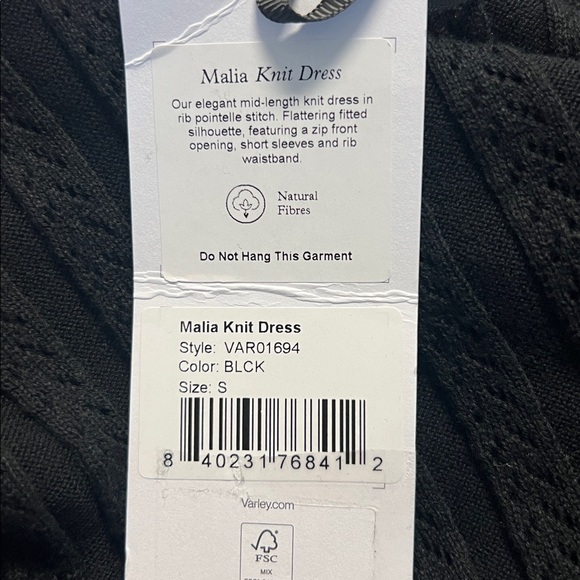 Malia Knit Dress
Our elegant mid-length knit dress in
rib pointelle stitch. Flattering fitted
silhouette, featuring a zip front
opening, short sleeves and rib
waistband.
Natural
Fibres
Do Not Hang This Garment
Malia Knit Dress
Style: VAR01694
Color: BLCK
Size: S
8 40231 76841 2
Varley.com
FSC
MIX